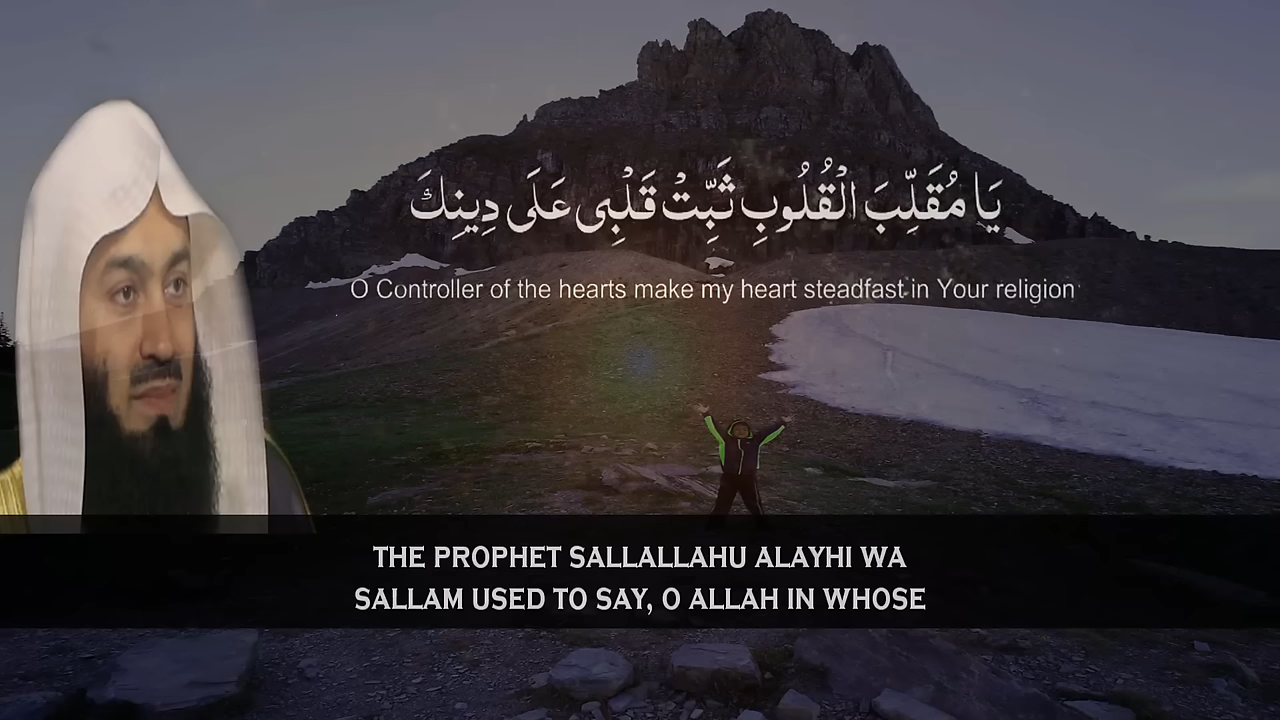 يَا مُقَلِّبَ الْقُلُوبِ ثَبِّتْ قَلْبِي عَلَى دِينِكَ
O Controller of the hearts make my heart steadfast in Your religion
THE PROPHET SALLALLAHU ALAYHI WA
SALLAM USED TO SAY, O ALLAH IN WHOSE